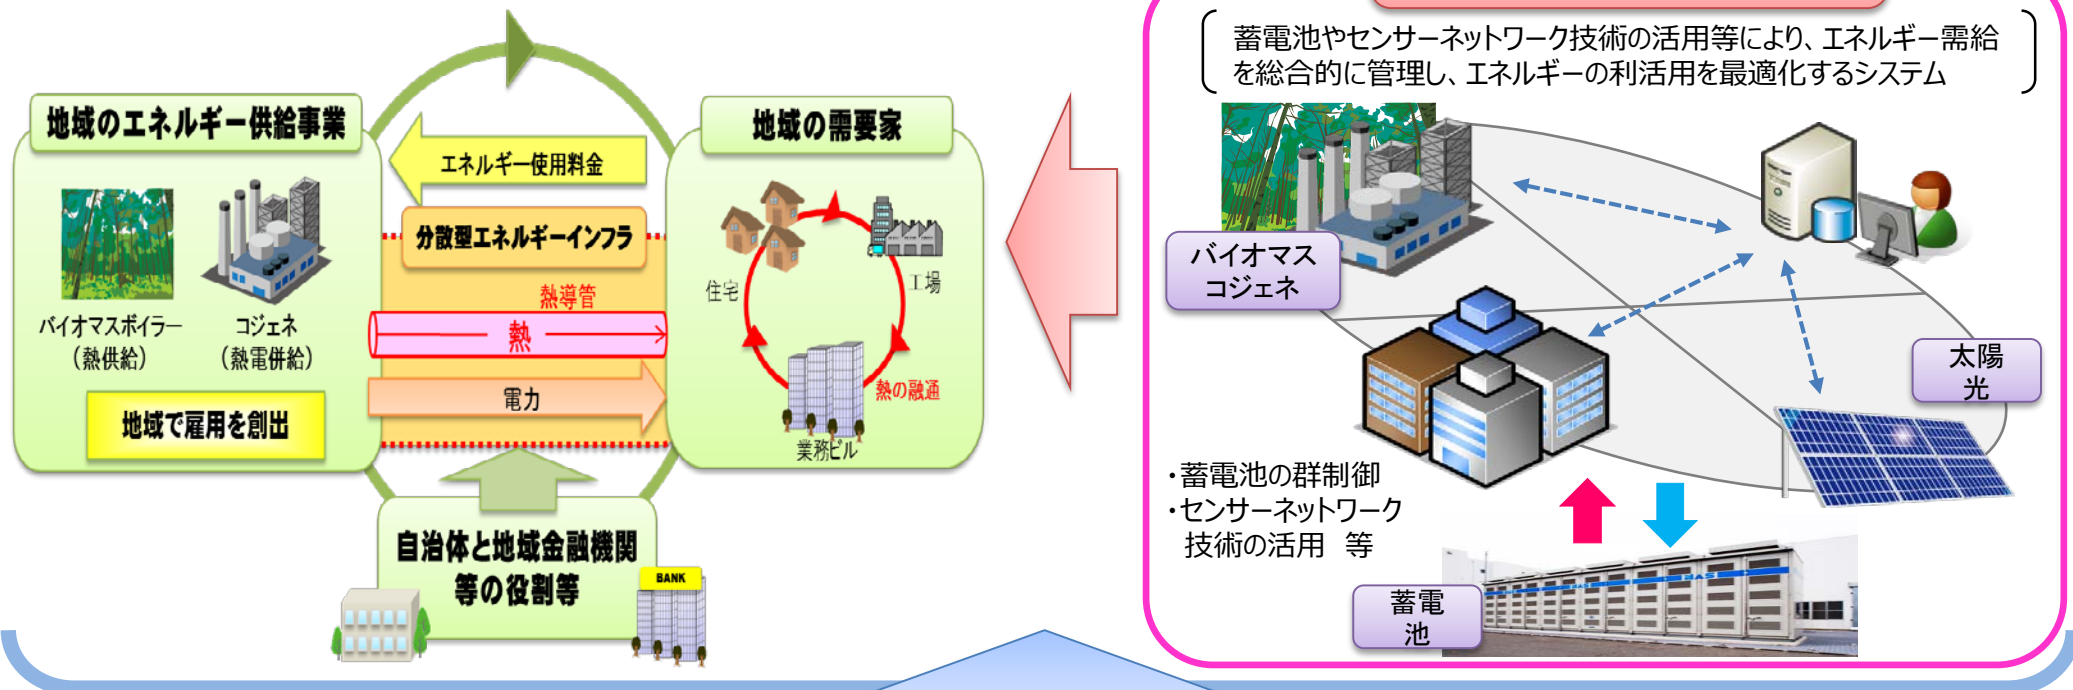 地域のエネルギー供給事業
バイオマスボイラー
（熱供給）
コジェネ
（熱電併給）
地域で雇用を創出
エネルギー使用料金
分散型エネルギーインフラ
熱導管
熱
電力
地域の需要家
住宅
工場
熱の融通
業務ビル
自治体と地域金融機関
等の役割等
BANK
蓄電池やセンサーネットワーク技術の活用等により、エネルギー需給
を総合的に管理し、エネルギーの利活用を最適化するシステム
バイオマス
コジェネ
太陽
光
・蓄電池の群制御
・センサーネットワーク
技術の活用　等
蓄電
池